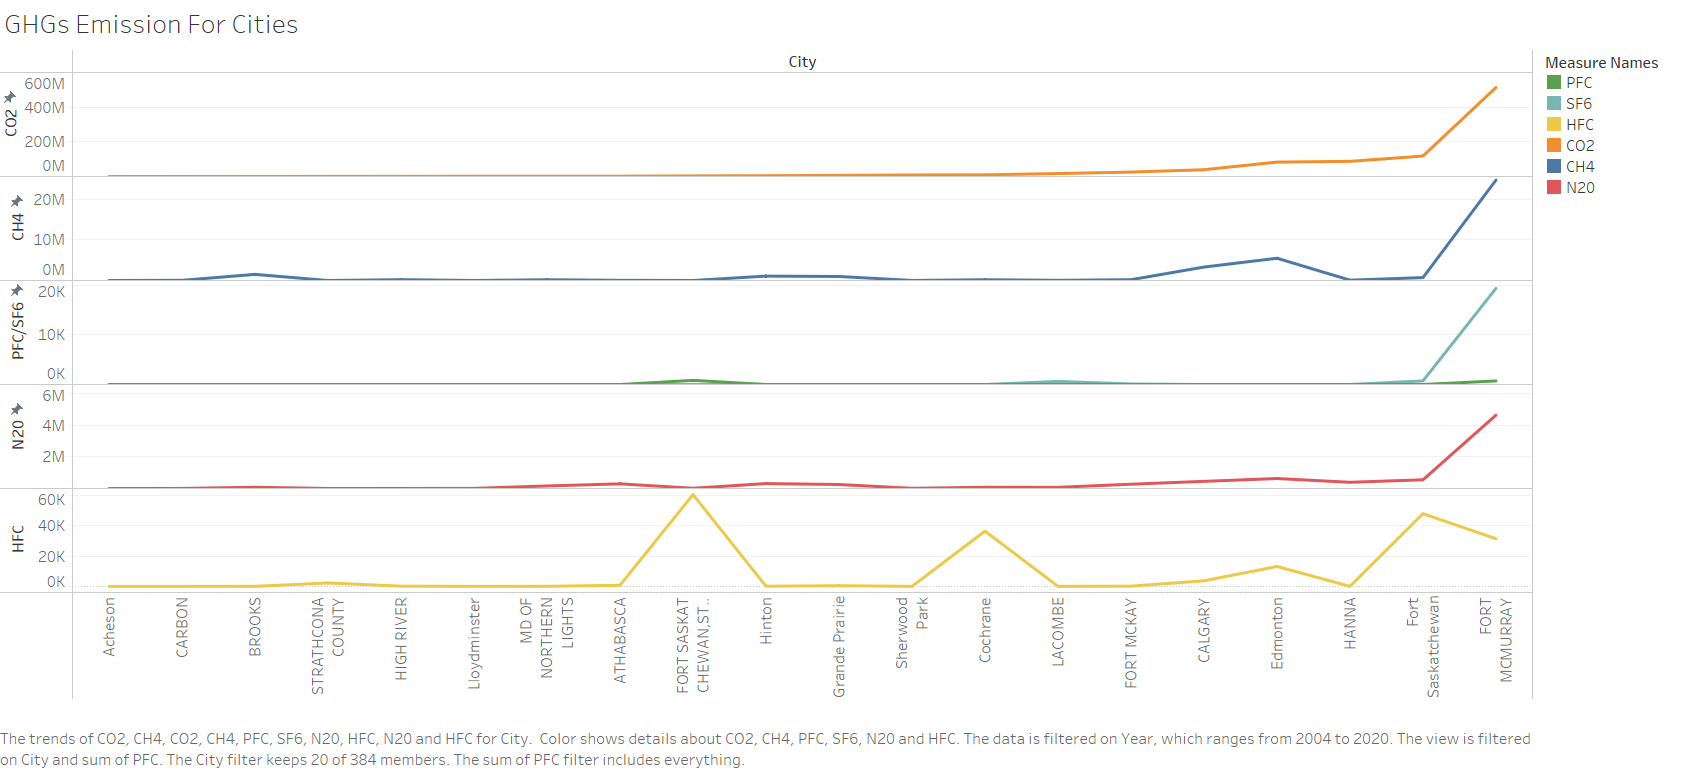 GHGs Emission For Cities
City
Measure Names
PFC
SF6
HFC
CO2
CH4
N20
CO2
600M
400M
200M
0M
CH4
20M
10M
0M
PFC/SF6
20K
10K
0K
N20
6M
4M
2M
HFC
60K
40K
20K
0K
Acheson
CARBON
BROOKS
STRATHCONA
COUNTY
HIGH RIVER
Lloydminster
MD OF
NORTHERN
LIGHTS
ATHABASCA
FORT SASKAT
CHEWAN,ST..
Hinton
Grande Prairie
Sherwood
Park
Cochrane
LACOMBE
FORT MCKAY
CALGARY
Edmonton
HANNA
Fort
Saskatchewan
FORT
MCMURRAY
The trends of CO2, CH4, CO2, CH4, PFC, SF6, N20, HFC, N20 and HFC for City.  Color shows details about CO2, CH4, PFC, SF6, N20 and HFC. The data is filtered on Year, which ranges from 2004 to 2020. The view is filtered
on City and sum of PFC. The City filter keeps 20 of 384 members. The sum of PFC filter includes everything.